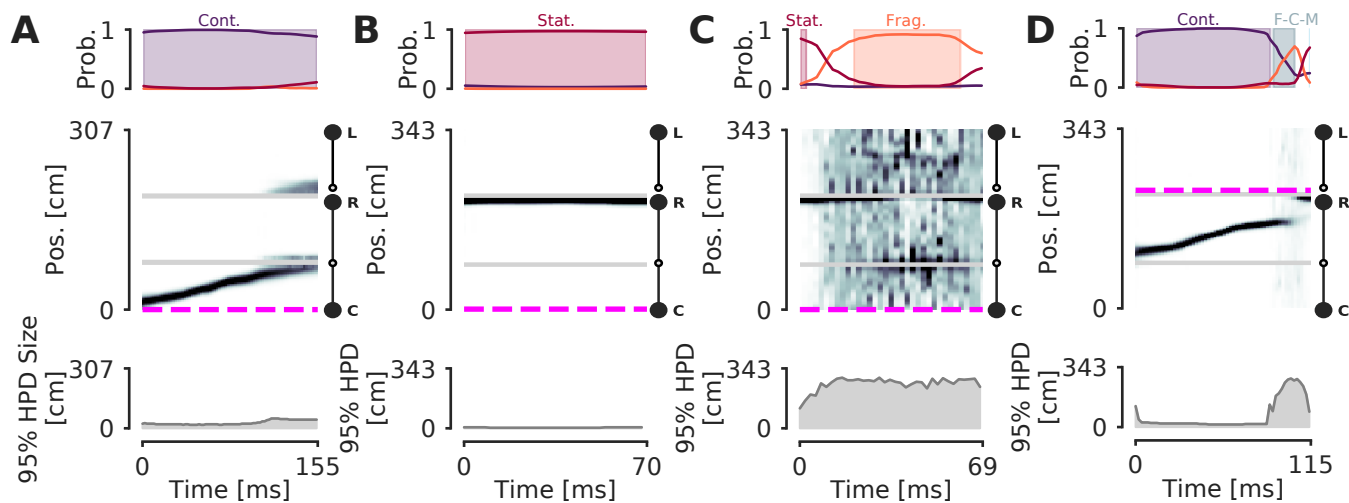 A
Cont.
Prob.
1
0
Pos. [cm]
307
0
L
R
C
95% HPD Size
[cm]
307
0
0
155
Time [ms]
B
Stat.
Prob.
1
0
Pos. [cm]
343
0
L
R
C
95% HPD
[cm]
343
0
0
70
Time [ms]
C
Stat.
Frag.
Prob.
1
0
Pos. [cm]
343
0
L
R
C
95% HPD
[cm]
343
0
0
69
Time [ms]
D
Cont.
F-C-M
Prob.
1
0
Pos. [cm]
343
0
L
R
C
95% HPD
[cm]
343
0
0
115
Time [ms]